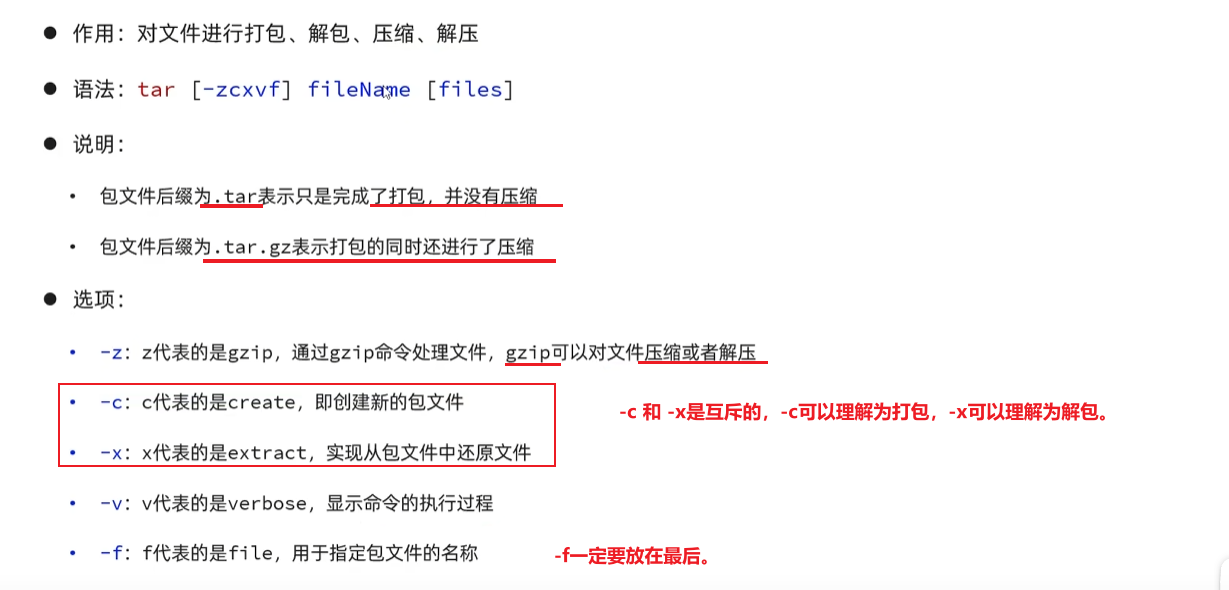 ● 作用：对文件进行打包、解包、压缩、解压
● 语法：tar [-zcxvf] fileName [files]
● 说明：
• 包文件后缀为.tar表示只是完成了打包，并没有压缩
• 包文件后缀为.tar.gz表示打包的同时还进行了压缩
● 选项：
• -z：z代表的是gzip，通过gzip命令处理文件，gzip可以对文件压缩或者解压
• -c：c代表的是create，即创建新的包文件
-c 和 -x是互斥的，-c可以理解为打包，-x可以理解为解包。
• -x：x代表的是extract，实现从包文件中还原文件
• -v：v代表的是verbose，显示命令的执行过程
• -f：f代表的是file，用于指定包文件的名称
-f一定要放在最后。